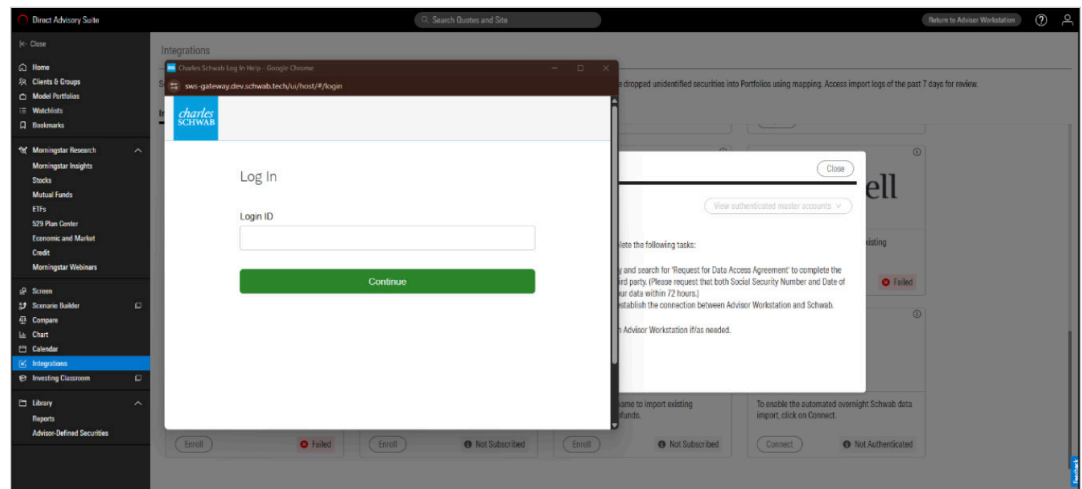 Direct Advisory Suite
Search Quotes and Site
Return to Advisor Workstation
Close
Home
Clients & Groups
Model Portfolios
Watchlists
Bookmarks
Morningstar Research
Morningstar Insights
Stocks
Mutual Funds
ETFs
529 Plan Center
Economic and Market
Credit
Morningstar Webinars
Screen
Scenario Builder
Compare
Chart
Calendar
Integrations
Investing Classroom
Library
Reports
Advisor-Defined Securities
Integrations
e dropped unidentified securities into Portfolios using mapping. Access import logs of the past 7 days for review.
Charles Schwab Log In Help - Google Chrome
sws-gateway.dev.schwab.tech/ui/host/#/login
charles
SCHWAB
Log In
Login ID
Continue
Close
View authenticated master accounts
lete the following tasks:
y and search for 'Request for Data Access Agreement' to complete the
ird party. (Please request that both Social Security Number and Date of
ur data within 72 hours.)
establish the connection between Advisor Workstation and Schwab.
n Advisor Workstation if/as needed.
ell
existing
Failed
name to import existing
funds.
To enable the automated overnight Schwab data
import, click on Connect.
Enroll
Failed
Enroll
Not Subscribed
Enroll
Not Subscribed
Connect
Not Authenticated
Feedback